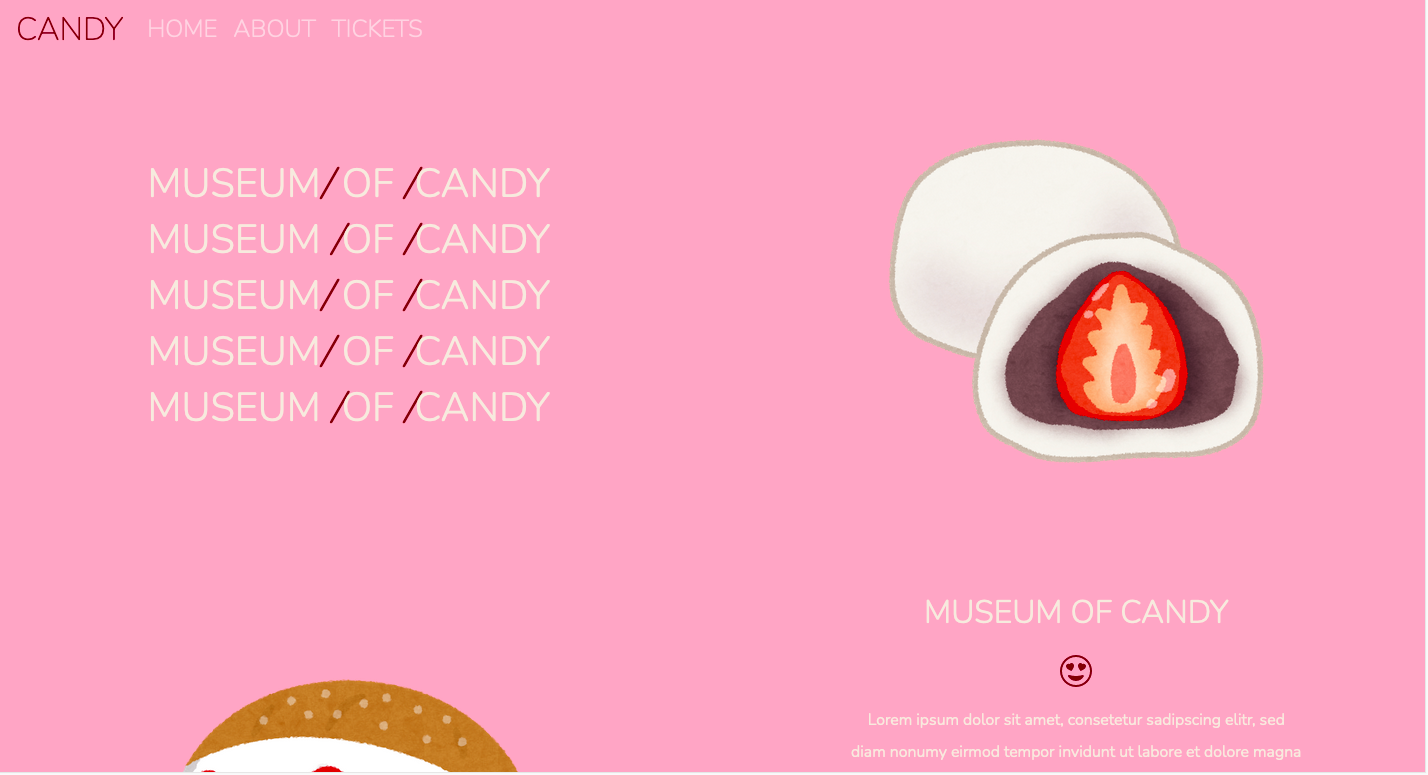 CANDY HOME ABOUT TICKETS
MUSEUM/ OF /CANDY
MUSEUM /OF /CANDY
MUSEUM/ OF /CANDY
MUSEUM/ OF /CANDY
MUSEUM /OF /CANDY
MUSEUM OF CANDY
Lorem ipsum dolor sit amet, consetetur sadipscing elitr, sed
diam nonumy eirmod tempor invidunt ut labore et dolore magna